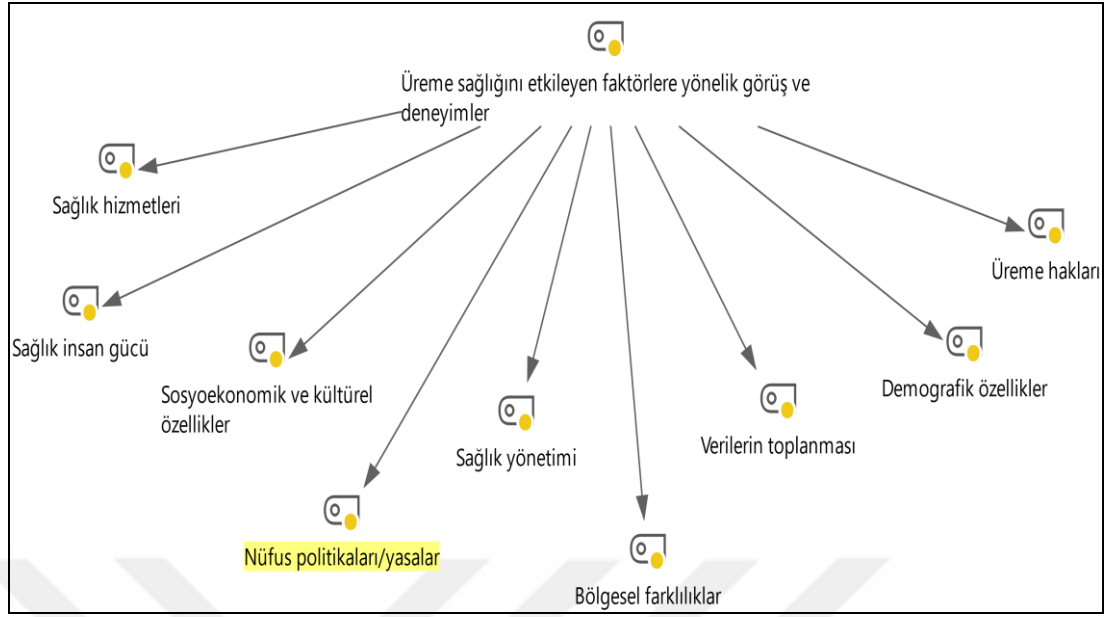 Üreme sağlığını etkileyen faktörlere yönelik görüş ve
deneyimler
Sağlık hizmetleri
Üreme hakları
Sağlık insan gücü
Sosyoekonomik ve kültürel
özellikler
Demografik özellikler
Sağlık yönetimi
Verilerin toplanması
Nüfus politikaları/yasalar
Bölgesel farklılıklar